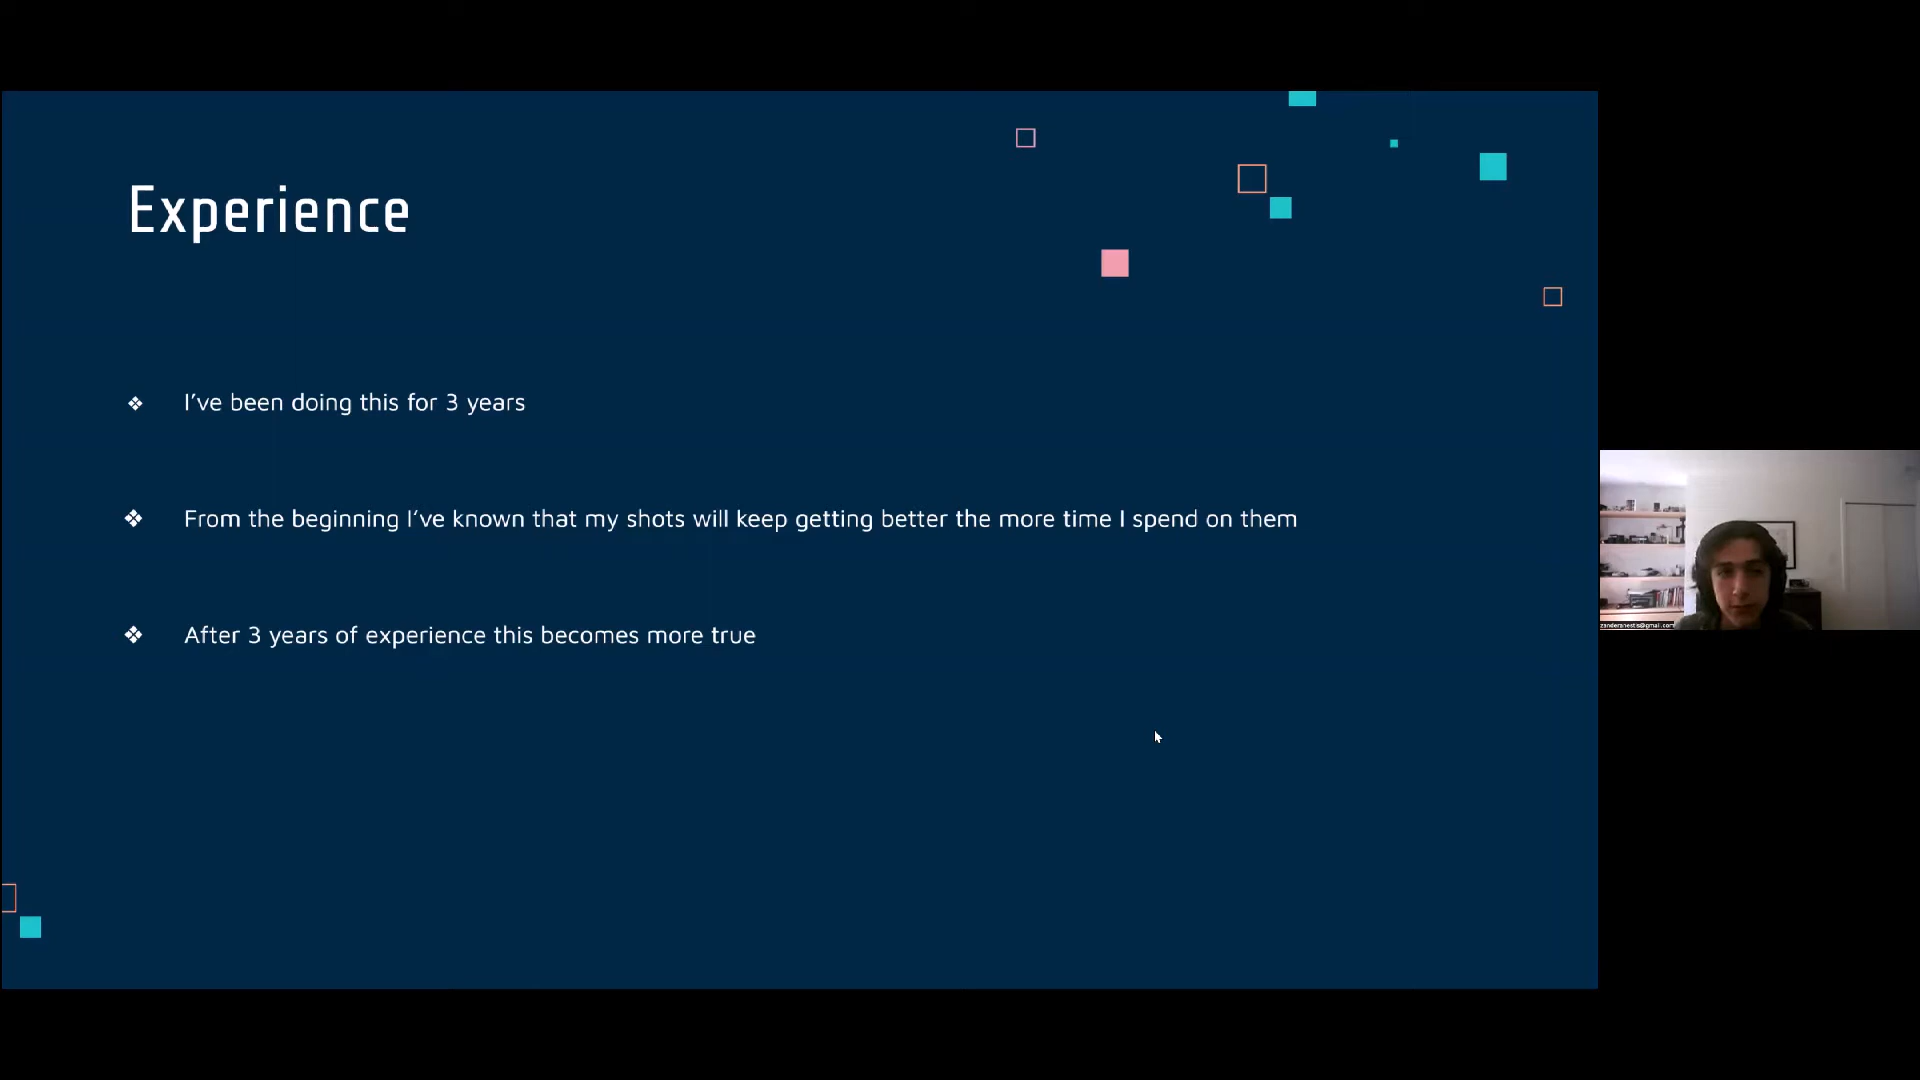 Experience
❖ I've been doing this for 3 years
❖ From the beginning I've known that my shots will keep getting better the more time I spend on them
❖ After 3 years of experience this becomes more true